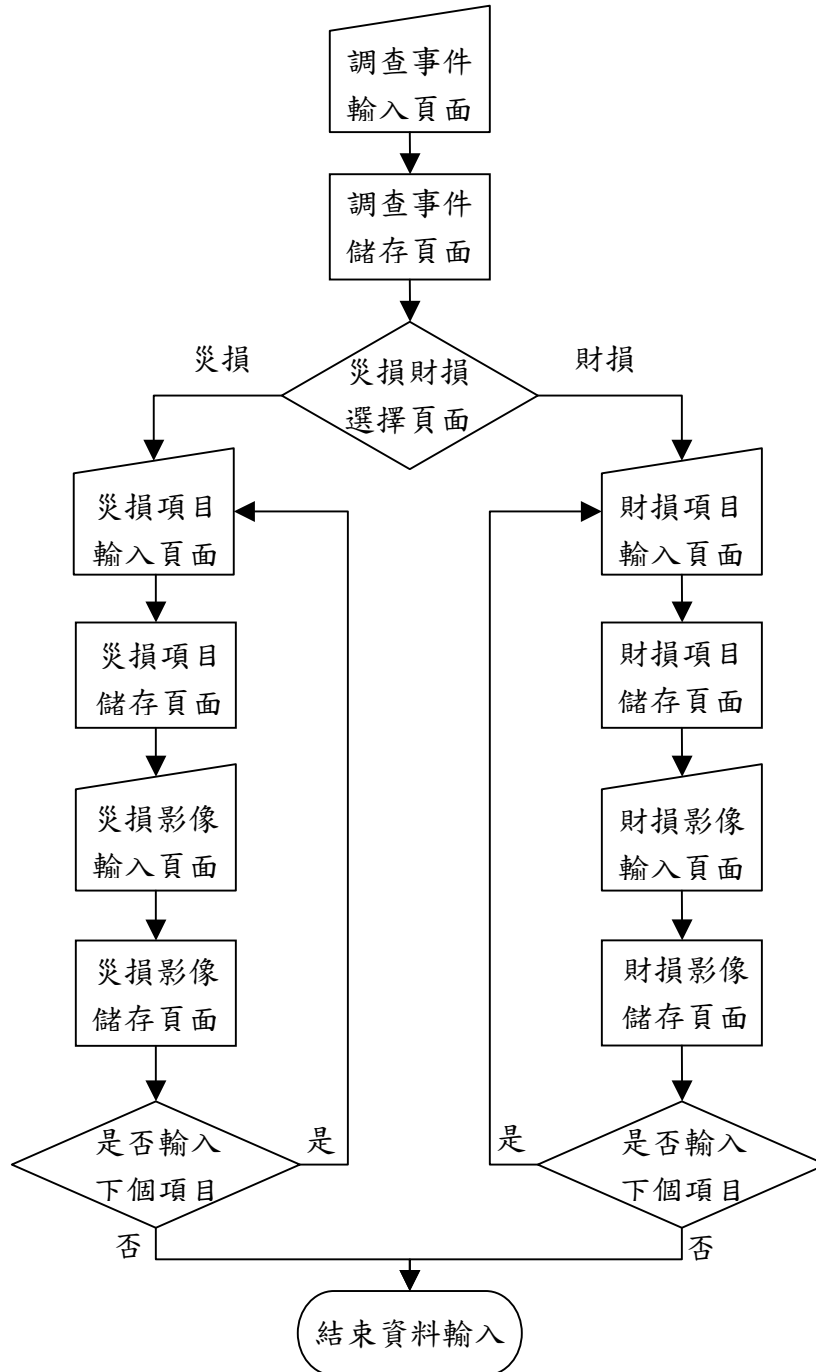 調查事件
輸入頁面
調查事件
儲存頁面
災損
災損財損
選擇頁面
財損
災損項目
輸入頁面
災損項目
儲存頁面
災損影像
輸入頁面
災損影像
儲存頁面
是否輸入
下個項目
是
否
財損項目
輸入頁面
財損項目
儲存頁面
財損影像
輸入頁面
財損影像
儲存頁面
是
是否輸入
下個項目
否
結束資料輸入